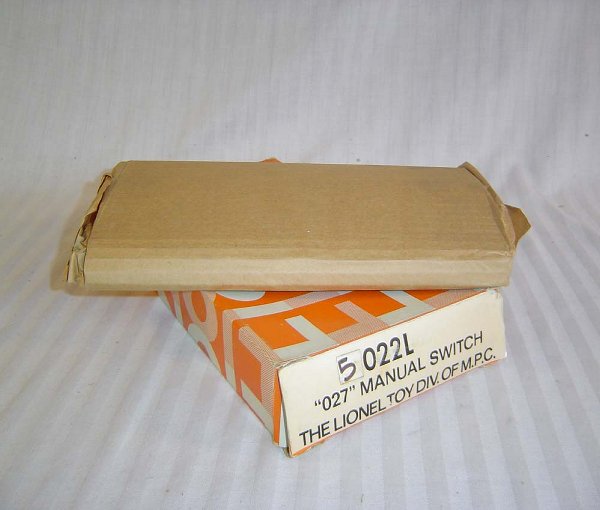 5 022L
"027" MANUAL SWITCH
THE LIONEL TOY DIV. OF M.P.C.